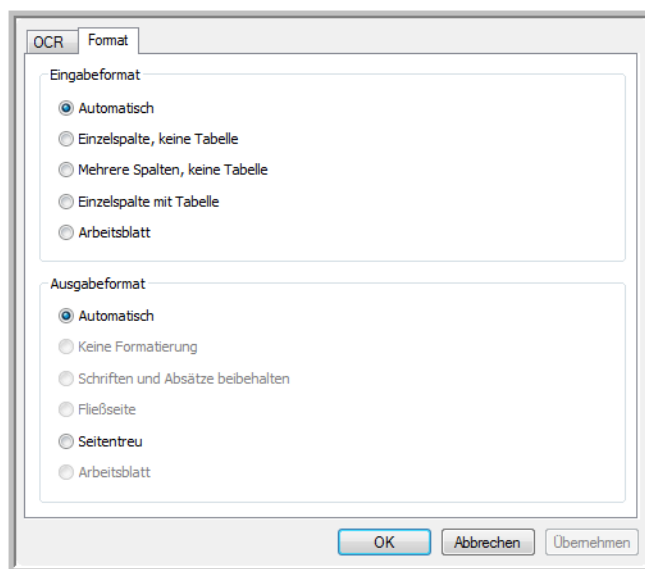 OCR
Format
Eingabeformat
Automatisch
Einzelspalte, keine Tabelle
Mehrere Spalten, keine Tabelle
Einzelspalte mit Tabelle
Arbeitsblatt
Ausgabeformat
Automatisch
Keine Formatierung
Schriften und Absätze beibehalten
Fließseite
Seitentreu
Arbeitsblatt
OK
Abbrechen
Übernehmen